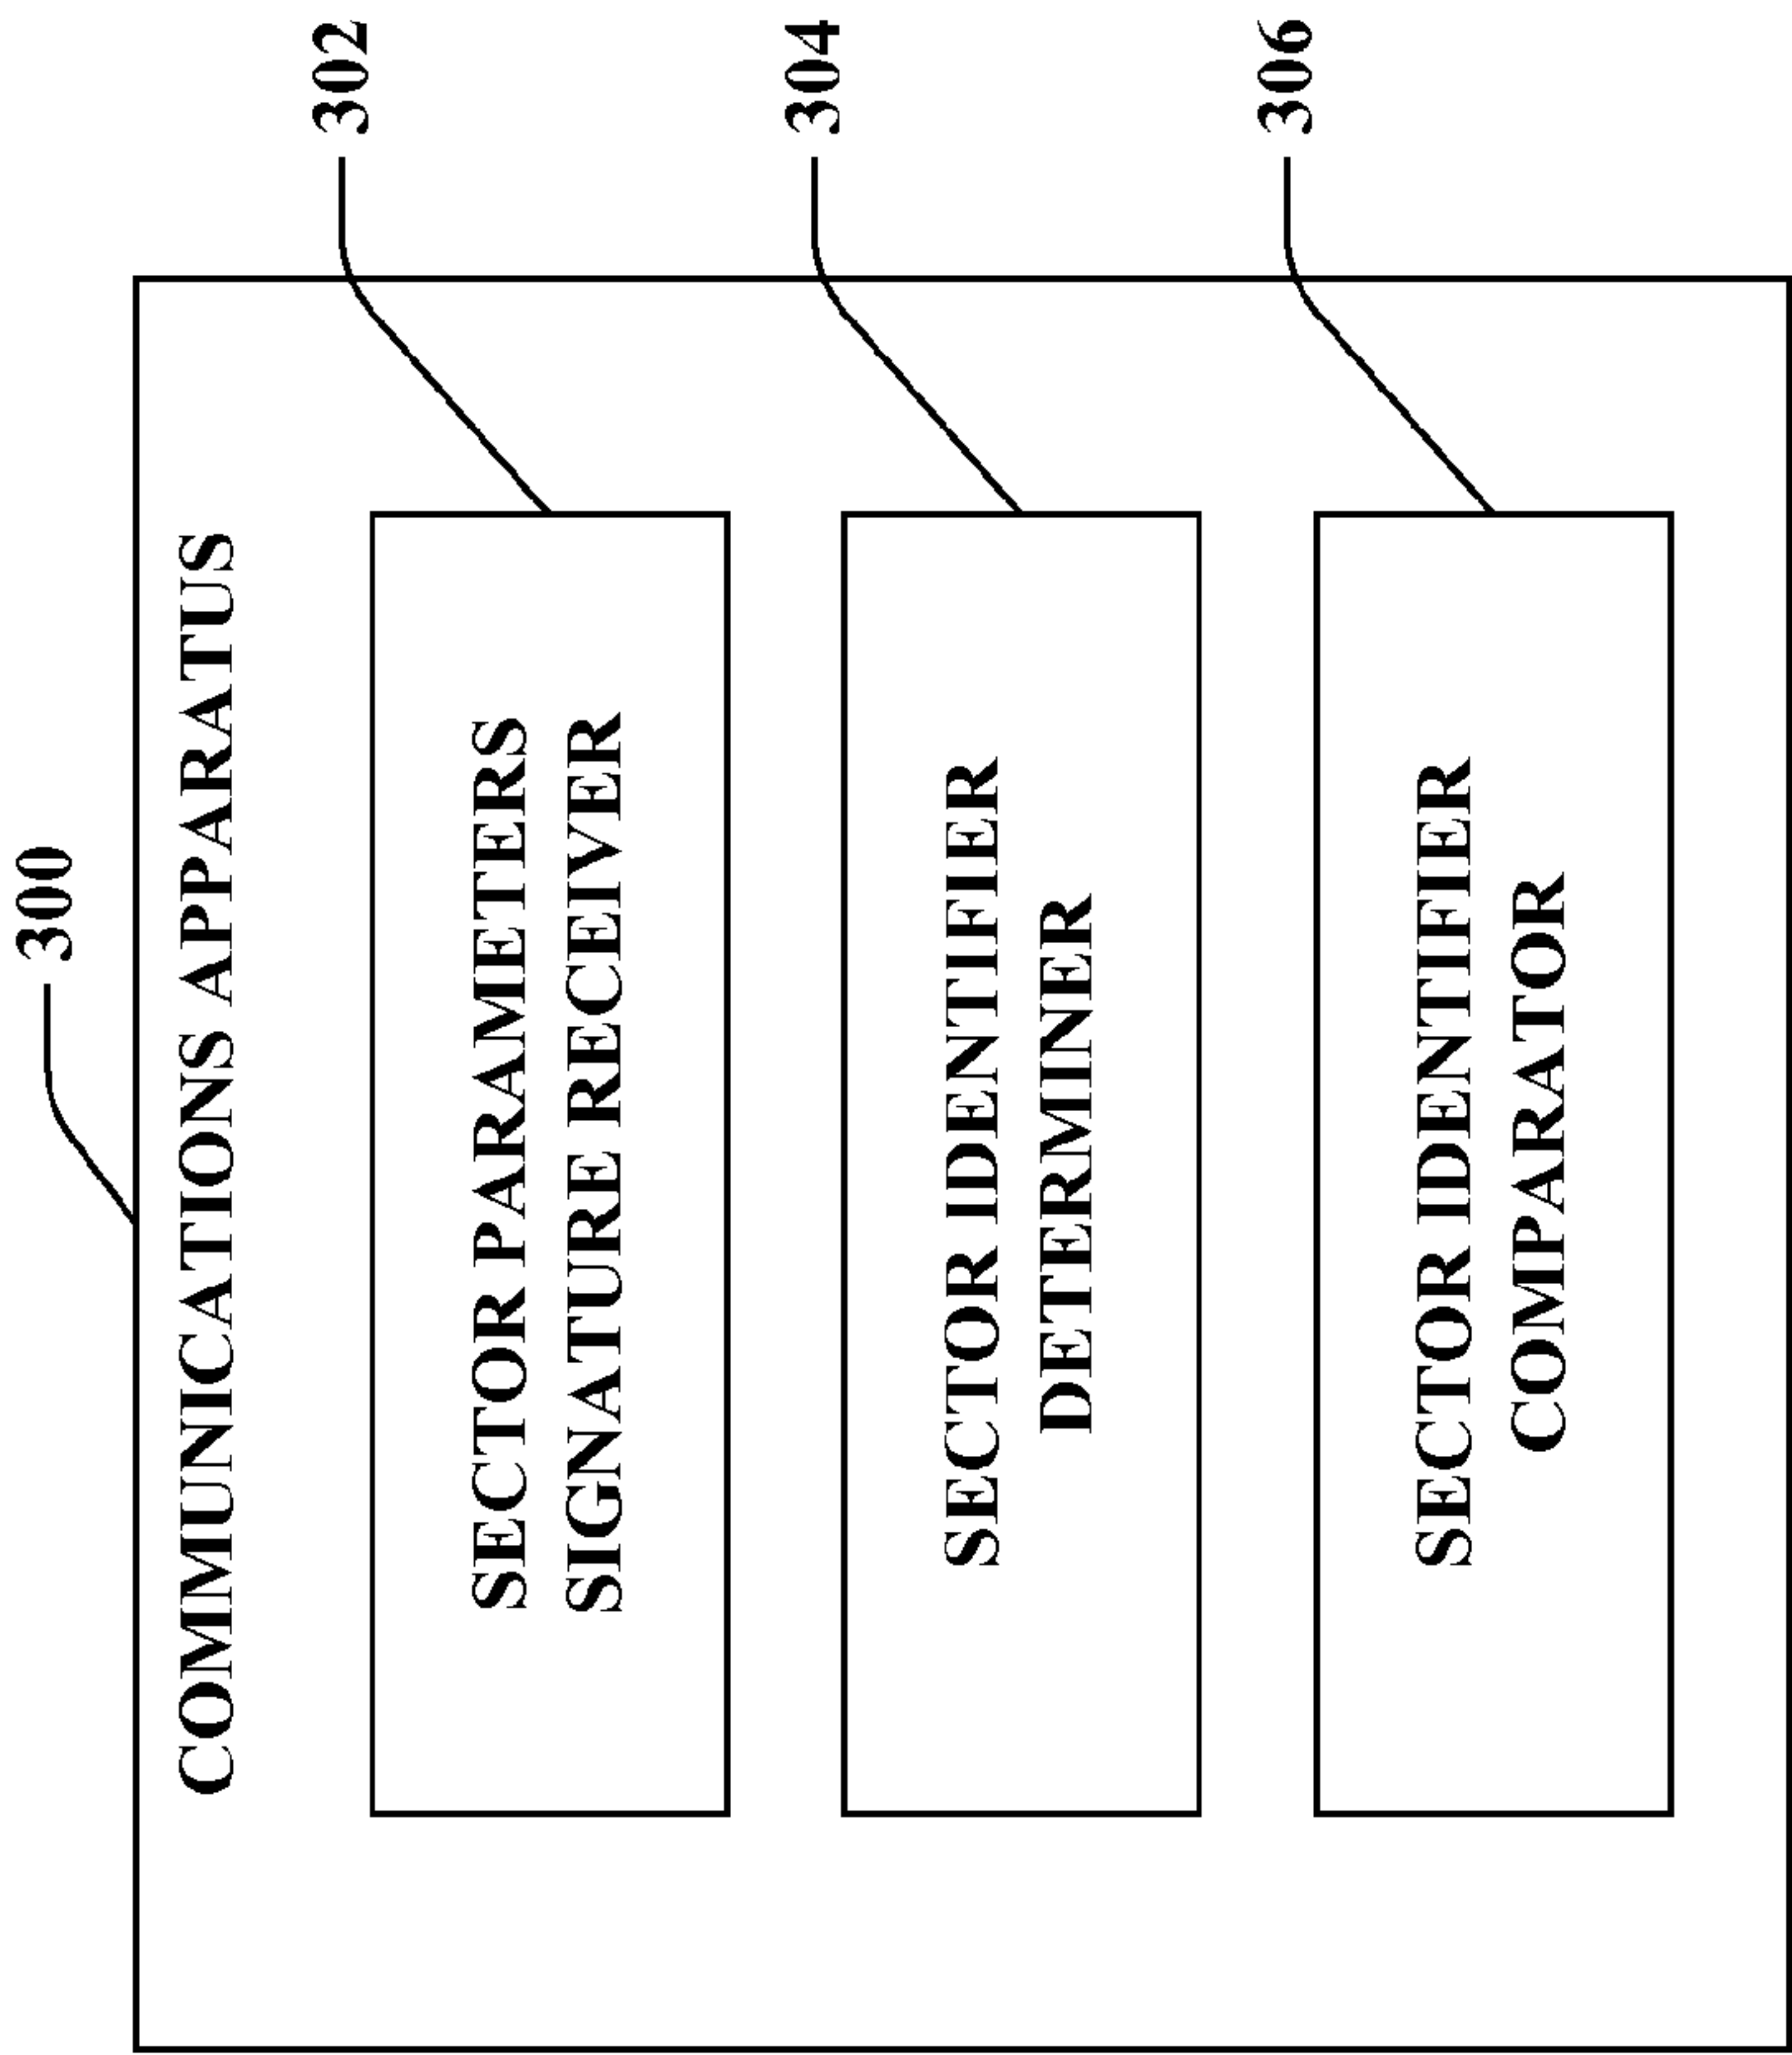 300
COMMUNICATIONS APPARATUS
302
SECTOR PARAMETERS
SIGNATURE RECEIVER
304
SECTOR IDENTIFIER
DETERMINER
306
SECTOR IDENTIFIER
COMPARATOR